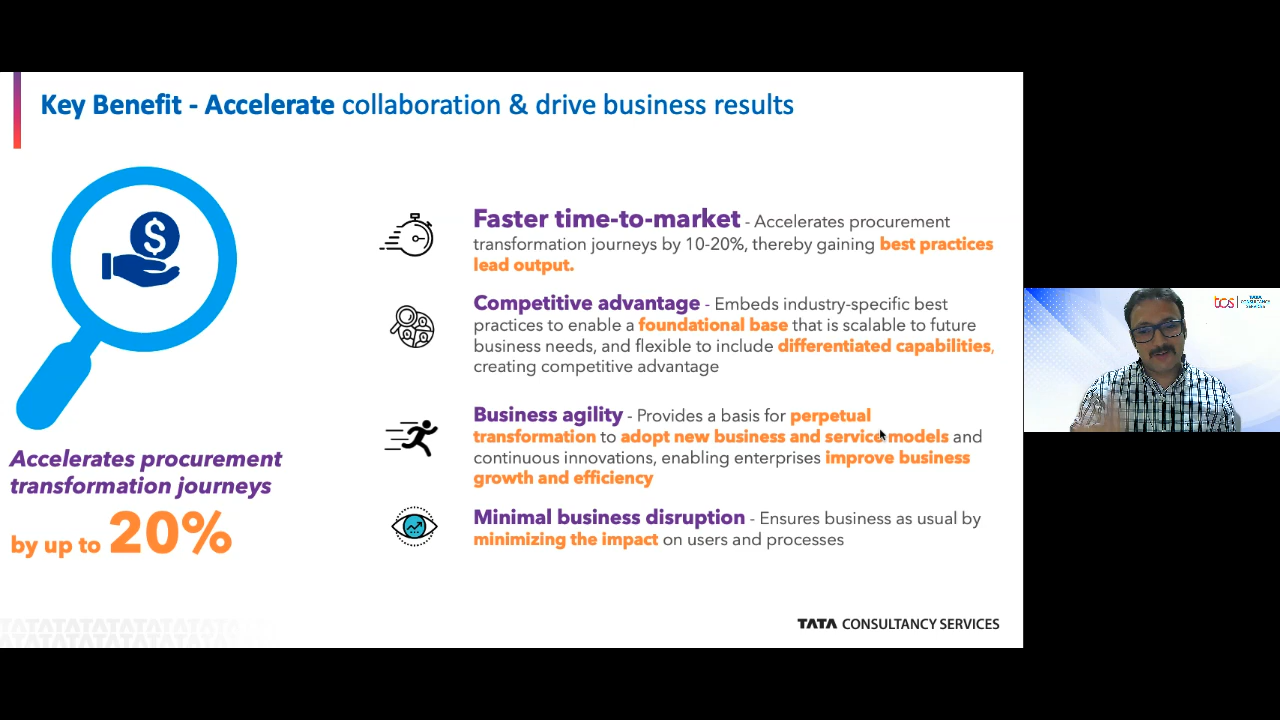 Key Benefit - Accelerate collaboration & drive business results
Faster time-to-market - Accelerates procurement
transformation journeys by 10-20%, thereby gaining best practices
lead output.
Competitive advantage - Embeds industry-specific best
practices to enable a foundational base that is scalable to future
business needs, and flexible to include differentiated capabilities,
creating competitive advantage
Business agility - Provides a basis for perpetual
transformation to adopt new business and service models and
continuous innovations, enabling enterprises improve business
growth and efficiency
Minimal business disruption - Ensures business as usual by
minimizing the impact on users and processes
$
Accelerates procurement
transformation journeys
by up to 20%
TATA CONSULTANCY SERVICES
tcs
TATA
CONSULTANCY
SERVICES